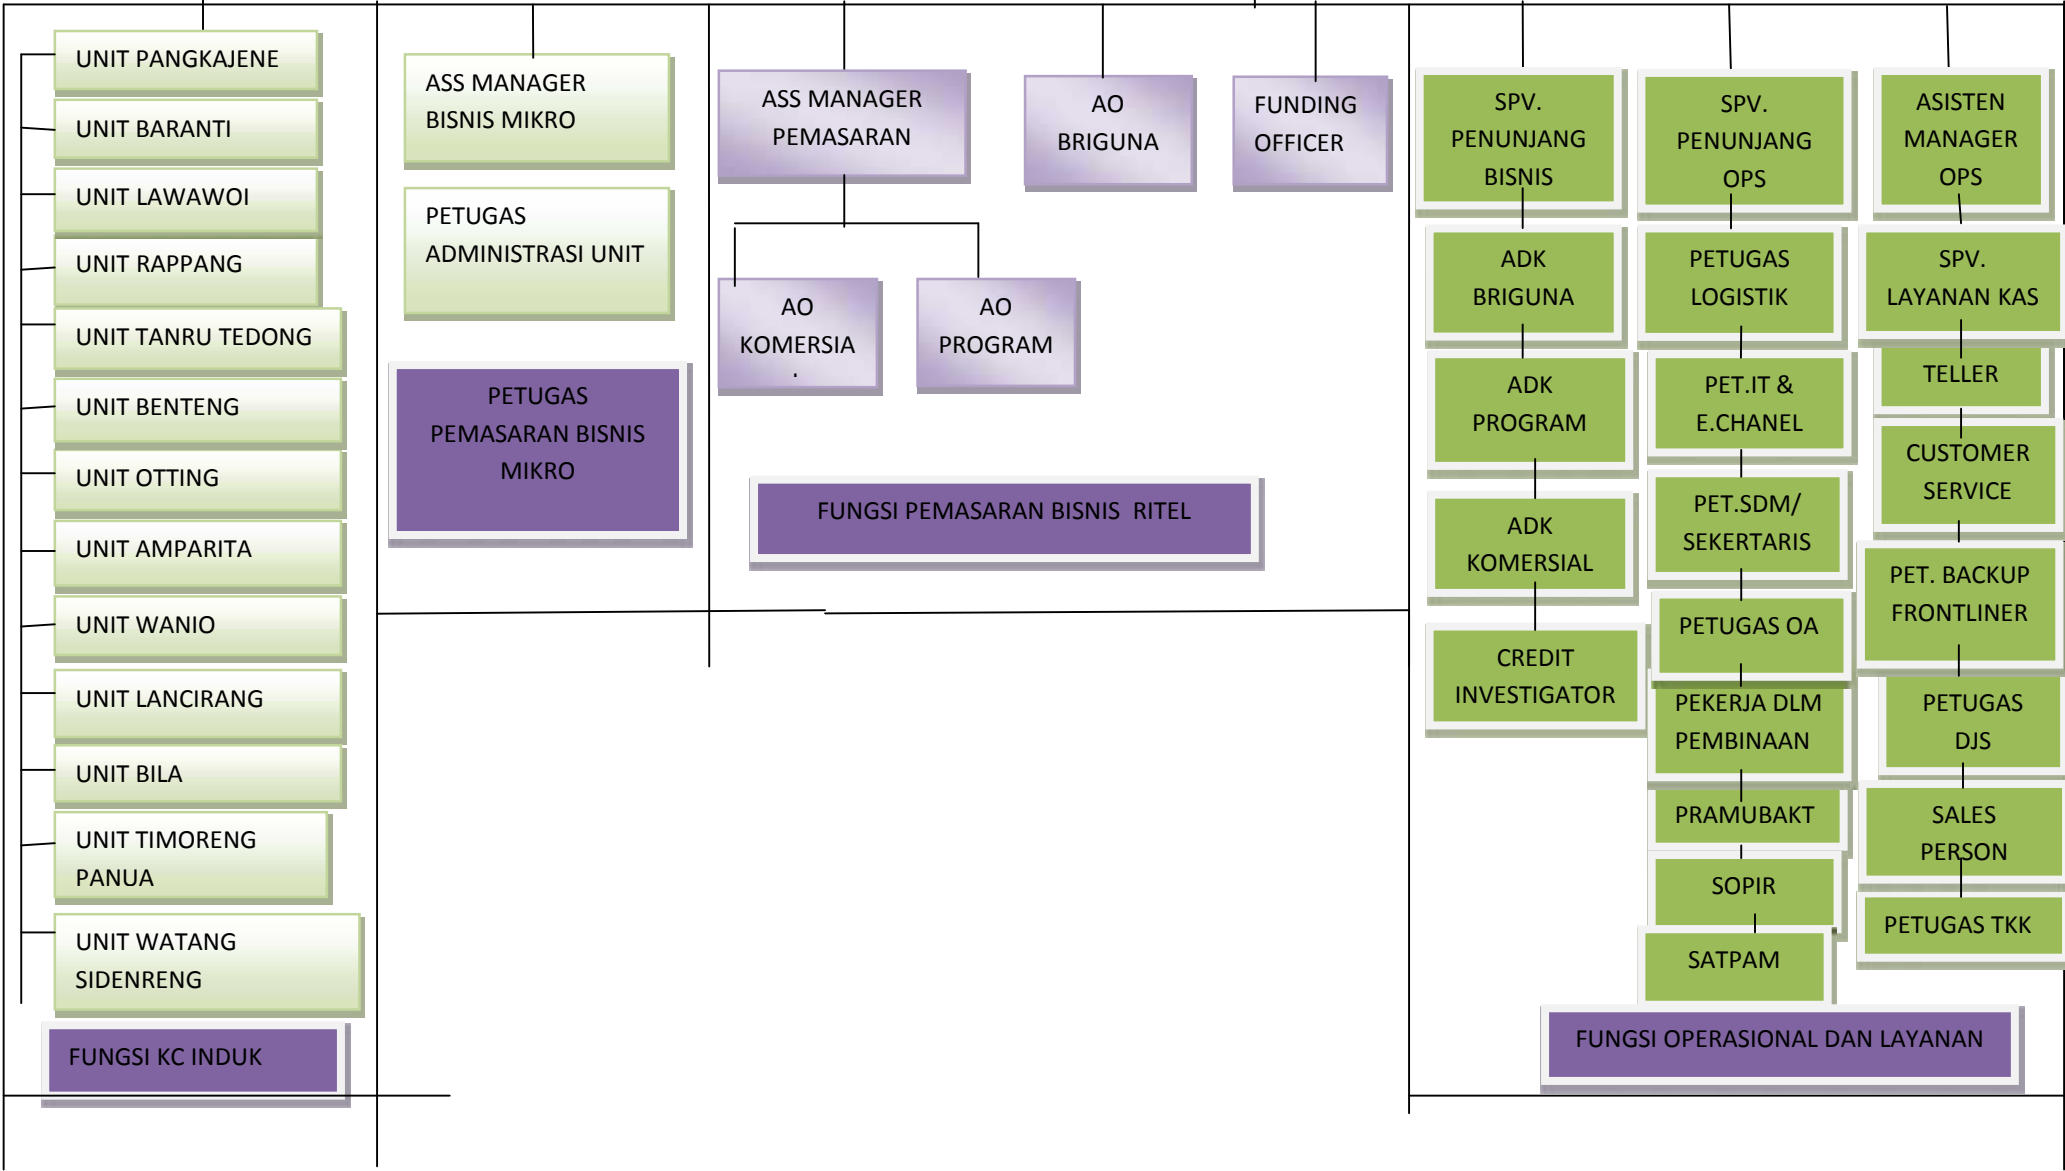 UNIT PANGKAJENE
UNIT BARANTI
UNIT LAWAWOI
UNIT RAPPANG
UNIT TANRU TEDONG
UNIT BENTENG
UNIT OTTING
UNIT AMPARITA
UNIT WANIO
UNIT LANCIRANG
UNIT BILA
UNIT TIMORENG
PANUA
UNIT WATANG
SIDENRENG
FUNGSI KC INDUK
ASS MANAGER
BISNIS MIKRO
PETUGAS
ADMINISTRASI UNIT
PETUGAS
PEMASARAN BISNIS
MIKRO
ASS MANAGER
PEMASARAN
AO
BRIGUNA
FUNDING
OFFICER
AO
KOMERSIA
.
AO
PROGRAM
FUNGSI PEMASARAN BISNIS  RITEL
SPV.
PENUNJANG
BISNIS
ADK
BRIGUNA
ADK
PROGRAM
ADK
KOMERSIAL
CREDIT
INVESTIGATOR
SPV.
PENUNJANG
OPS
PETUGAS
LOGISTIK
PET.IT &
E.CHANEL
PET.SDM/
SEKERTARIS
PETUGAS OA
PEKERJA DLM
PEMBINAAN
PRAMUBAKT
SOPIR
SATPAM
ASISTEN
MANAGER
OPS
SPV.
LAYANAN KAS
TELLER
CUSTOMER
SERVICE
PET. BACKUP
FRONTLINER
PETUGAS
DJS
SALES
PERSON
PETUGAS TKK
FUNGSI OPERASIONAL DAN LAYANAN